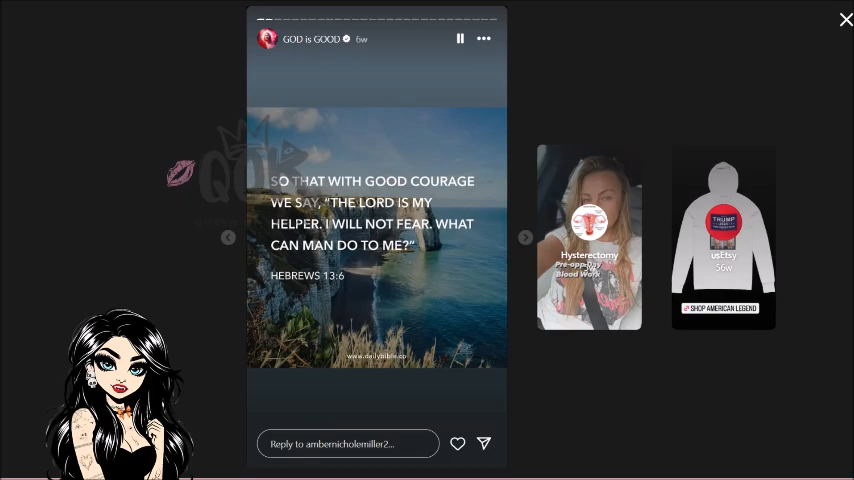 GOD is GOOD 6w
SO THAT WITH GOOD COURAGE
WE SAY, “THE LORD IS MY
HELPER. I WILL NOT FEAR. WHAT
CAN MAN DO TO ME?“
HEBREWS 13:6
www.dailybible.co
Reply to ambernicholemiller2...
QOK
Hysterectomy
Pre-opp Day
Blood Work
TRUMP
usEtsy
56w
SHOP AMERICAN LEGEND